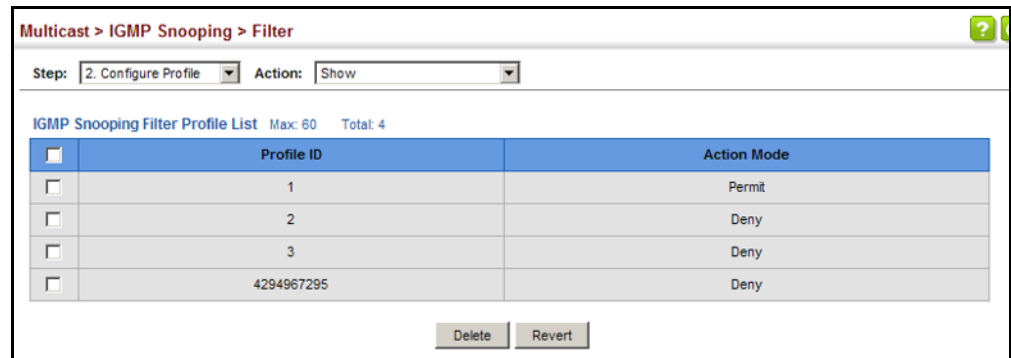 Multicast > IGMP Snooping > Filter
?
Step: 2. Configure Profile Action: Show
IGMP Snooping Filter Profile List Max: 60 Total: 4
Profile ID Action Mode
1 Permit
2 Deny
3 Deny
4294967295 Deny
Delete Revert